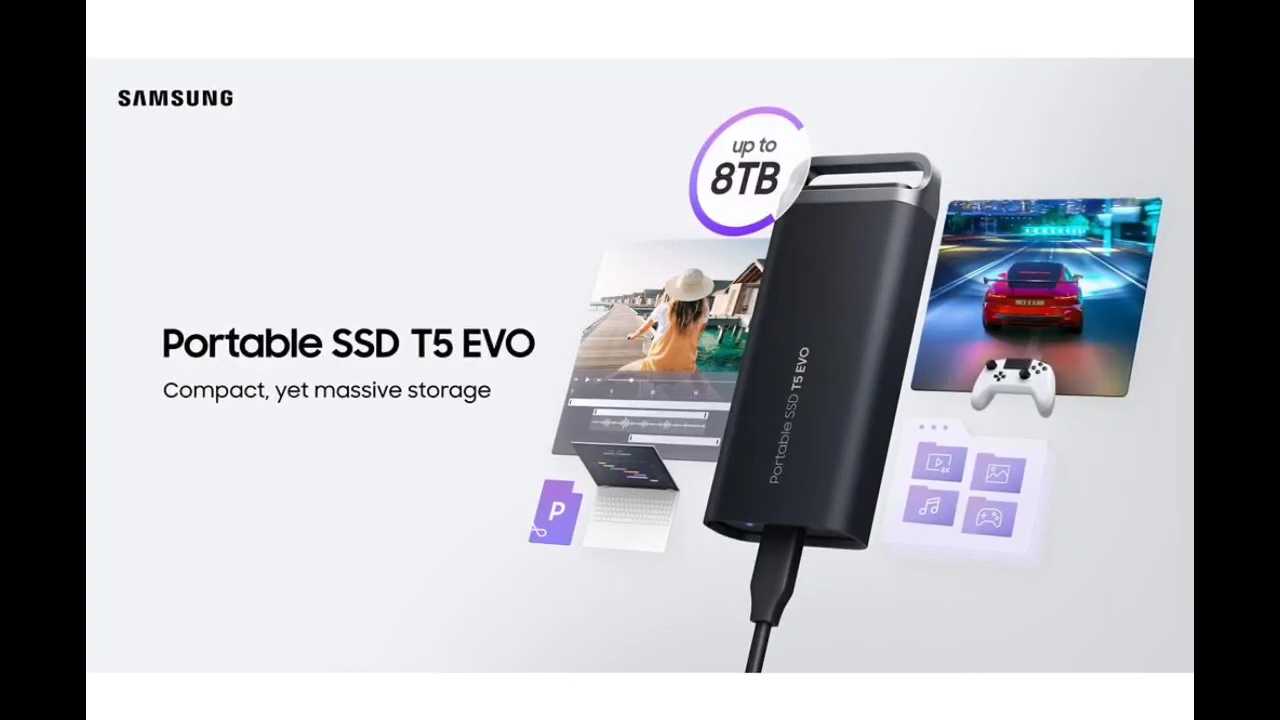 SAMSUNG
up to
8TB
Portable SSD T5 EVO
Compact, yet massive storage
Portable SSD T5 EVO
P
4K